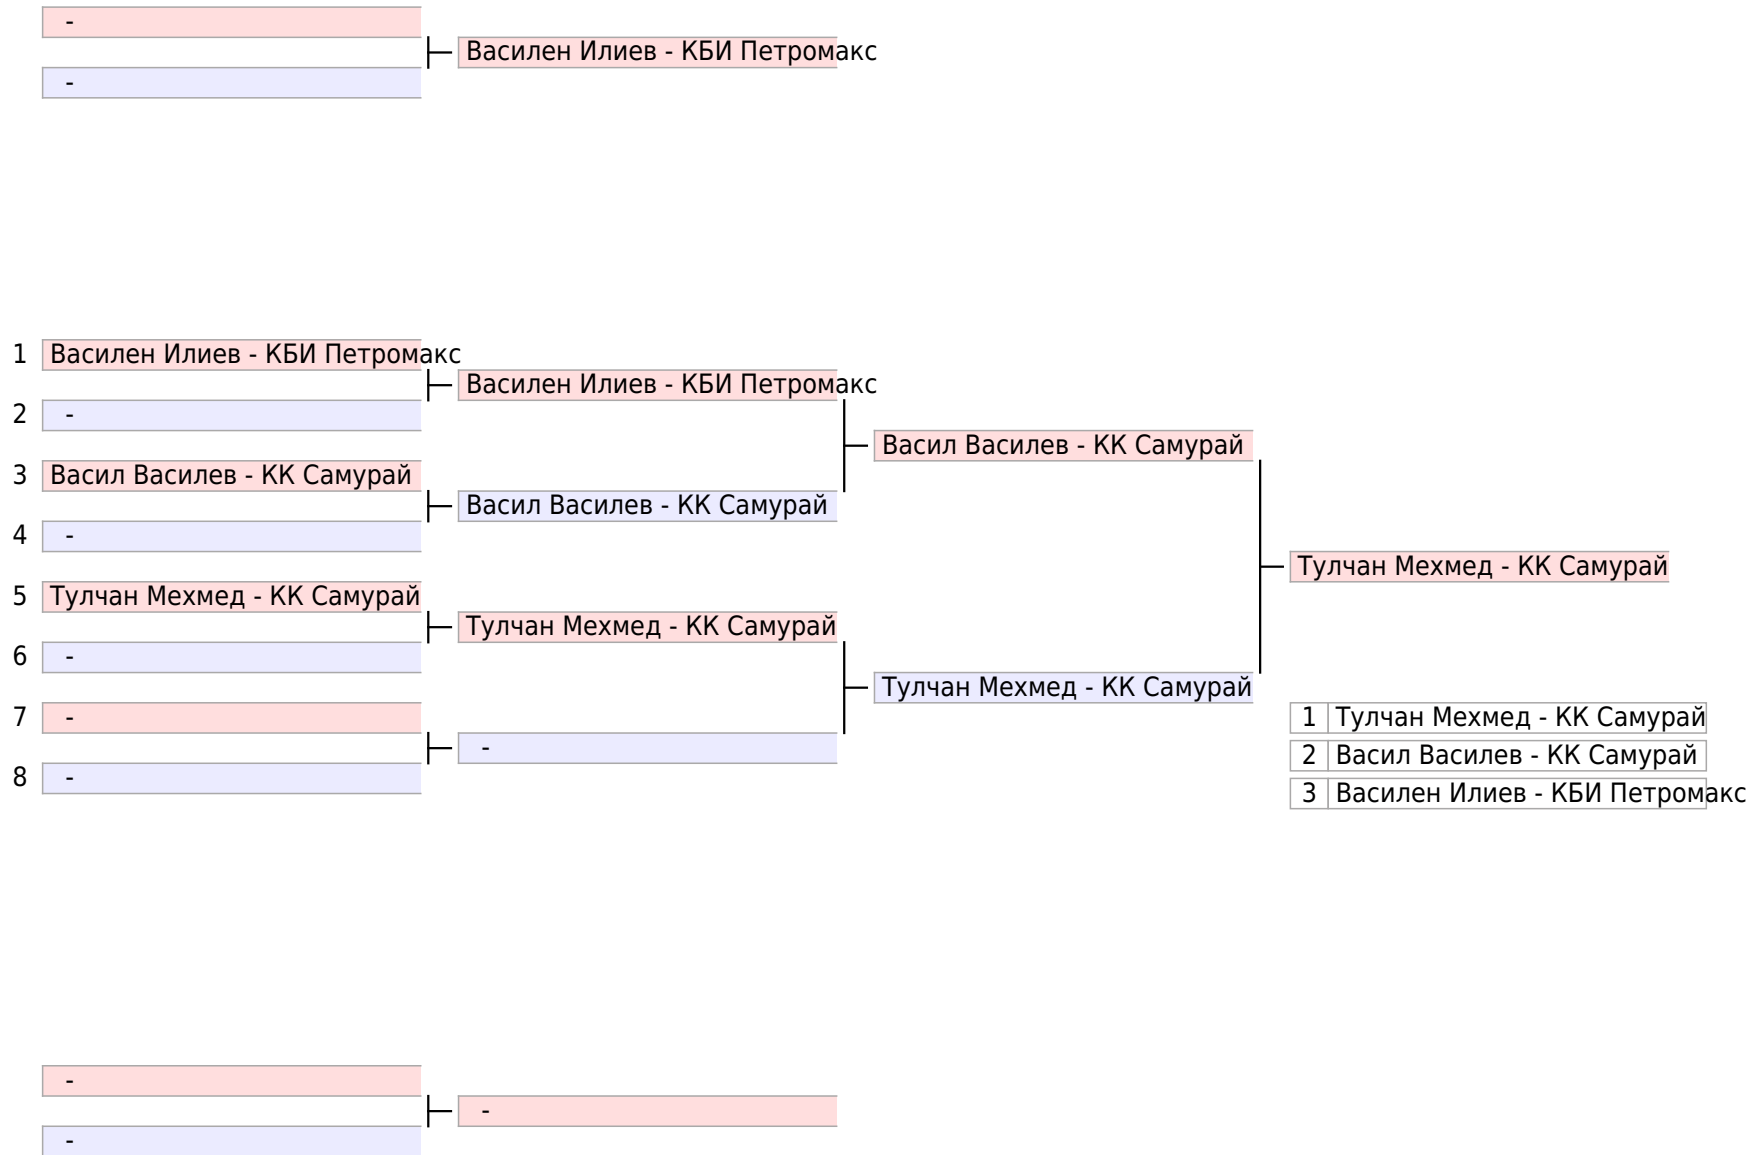 -
Василен Илиев - КБИ Петромакс
-
1 Василен Илиев - КБИ Петромакс
Василен Илиев - КБИ Петромакс
2 -
Васил Василев - КК Самурай
3 Васил Василев - КК Самурай
Васил Василев - КК Самурай
4 -
Тулчан Мехмед - КК Самурай
5 Тулчан Мехмед - КК Самурай
Тулчан Мехмед - КК Самурай
6 -
Тулчан Мехмед - КК Самурай
7 -
1 Тулчан Мехмед - КК Самурай
-
2 Васил Василев - КК Самурай
8 -
3 Василен Илиев - КБИ Петромакс
-
-
-